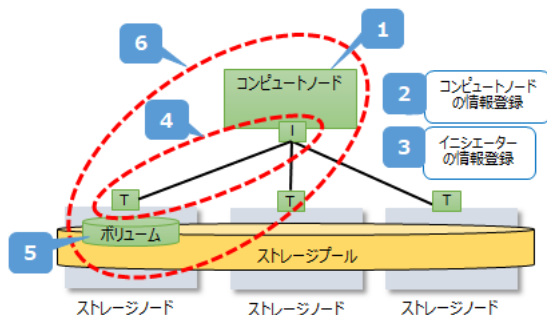 6
1
コンピュートノード
2
コンピュートノード
の情報登録
4
I
3
イニシエーター
の情報登録
T
T
T
5
ボリューム
ストレージプール
ストレージノード
ストレージノード
ストレージノード